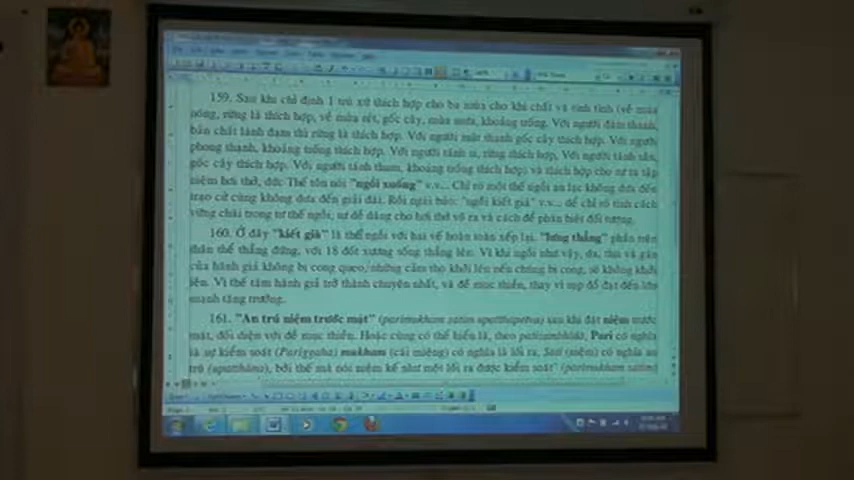 159. Sau khi chỉ định 1 trú xứ thích hợp cho ba mùa cho khí chất và tính tình (về mùa
nóng, rừng là thích hợp, về mùa rét, gốc cây, mùa mưa, khoảng trống. Với người đàm thạnh,
bản chất lãnh đạm thì rừng là thích hợp. Với người mật thạnh gốc cây thích hợp. Với người
phong thạnh, khoảng trống thích hợp. Với người tánh si, rừng thích hợp, Với người tánh sân,
gốc cây thích hợp. Với người tánh tham, khoảng trống thích hợp) và thích hợp cho sự tu tập
niệm hơi thở, đức Thế tôn nói "ngồi xuống" v.v... Chỉ rõ một thế ngồi an lạc không đưa đến
trạo cử cũng không đưa đến giải đãi. Rồi ngài bảo: "ngồi kiết già" v.v... để chỉ rõ tính cách
vững chãi trong tư thế ngồi, sự dễ dàng cho hơi thở vô ra và cách để phân biệt đối tượng.
160. Ở đây "kiết già" là thế ngồi với hai vế hoàn toàn xếp lại. "lưng thẳng" phần trên
thân thể thẳng đứng, với 18 đốt xương sống thẳng lên. Vì khi ngồi như vậy, da, thịt và gân
của hành giả không bị cong queo, những cảm thọ khởi lên nếu chúng bị cong, sẽ không khởi
lên. Vì thế tâm hành giả trở thành chuyên nhất, và đề mục thiền, thay vì sụp đổ đạt đến lớn
mạnh tăng trưởng.
161. "An trú niệm trước mặt" (parimukham satim upatthapetva) sau khi đặt niệm trước
mặt, đối diện với đề mục thiền. Hoặc cũng có thể hiểu là, theo patisambhidà, Pari có nghĩa
là sự kiểm soát (Pariggaha) mukham (cái miệng) có nghĩa là lối ra, Sati (niệm) có nghĩa an
trú (upatthàna), bởi thế mà nói niệm kể như một lối ra được kiểm soát" (parimukham satim)